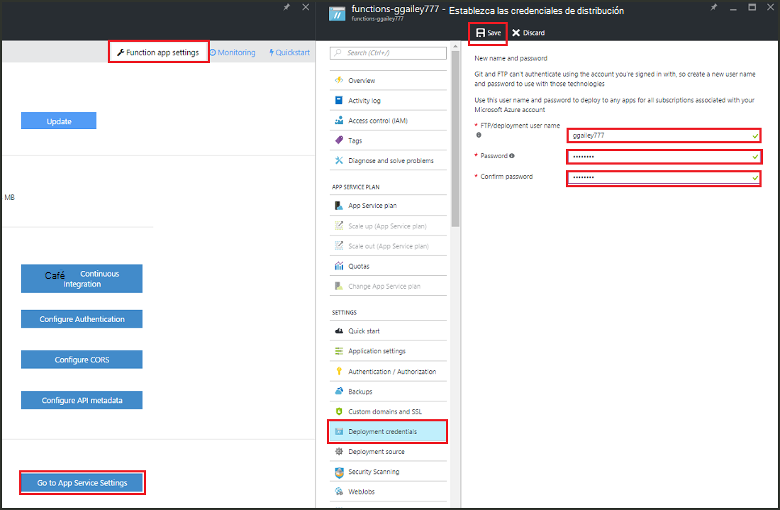 Function app settings
Monitoring
Quickstart
Update
MB
Café Continuous
Integration
Configure Authentication
Configure CORS
Configure API metadata
Go to App Service Settings
functions-ggailey777 - Establezca las credenciales de distribución
functions-ggailey777
Search (Ctrl+/)
Overview
Activity log
Access control (IAM)
Tags
Diagnose and solve problems
APP SERVICE PLAN
App Service plan
Scale up (App Service plan)
Scale out (App Service plan)
Quotas
Change App Service plan
SETTINGS
Quick start
Application settings
Authentication / Authorization
Backups
Custom domains and SSL
Deployment credentials
Deployment source
Security Scanning
WebJobs
Save
Discard
New name and password
Git and FTP can't authenticate using the account you're signed in with, so create a new user name
and password to use with those technologies
Use this user name and password to deploy to any apps for all subscriptions associated with your
Microsoft Azure account
* FTP/deployment user name
ggailey777
* Password
••••••••
* Confirm password
••••••••